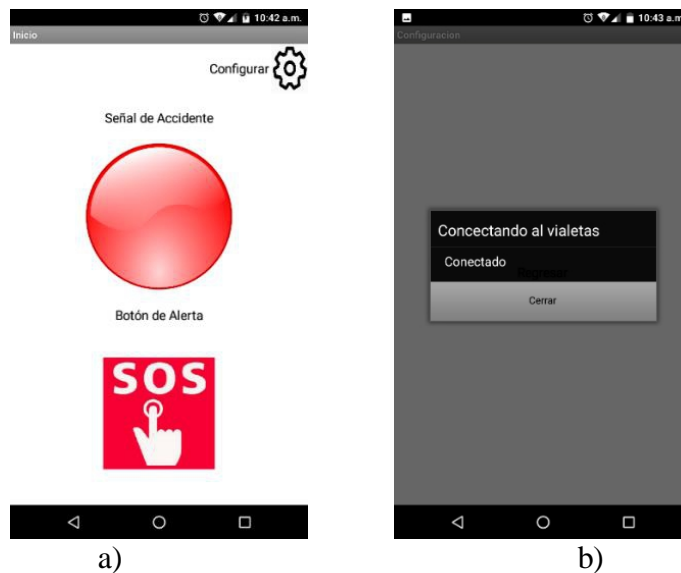 10:42 a.m.
Inicio
Configurar
Señal de Accidente
Botón de Alerta
SOS
a)
10:43 a.m
Configuracion
Concectando al vialetas
Conectado
Regresar
Cerrar
b)